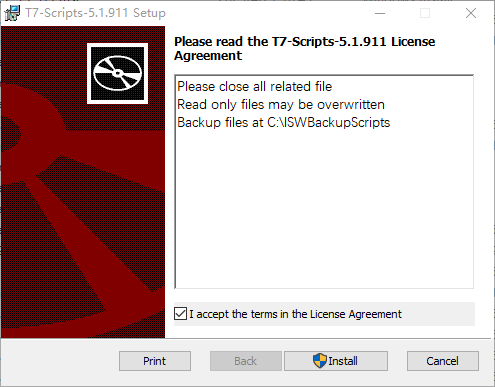 T7-Scripts-5.1.911 Setup
Please read the T7-Scripts-5.1.911 License
Agreement
Please close all related file
Read only files may be overwritten
Backup files at C:\ISWBackupScripts
I accept the terms in the License Agreement
Print
Back
Install
Cancel